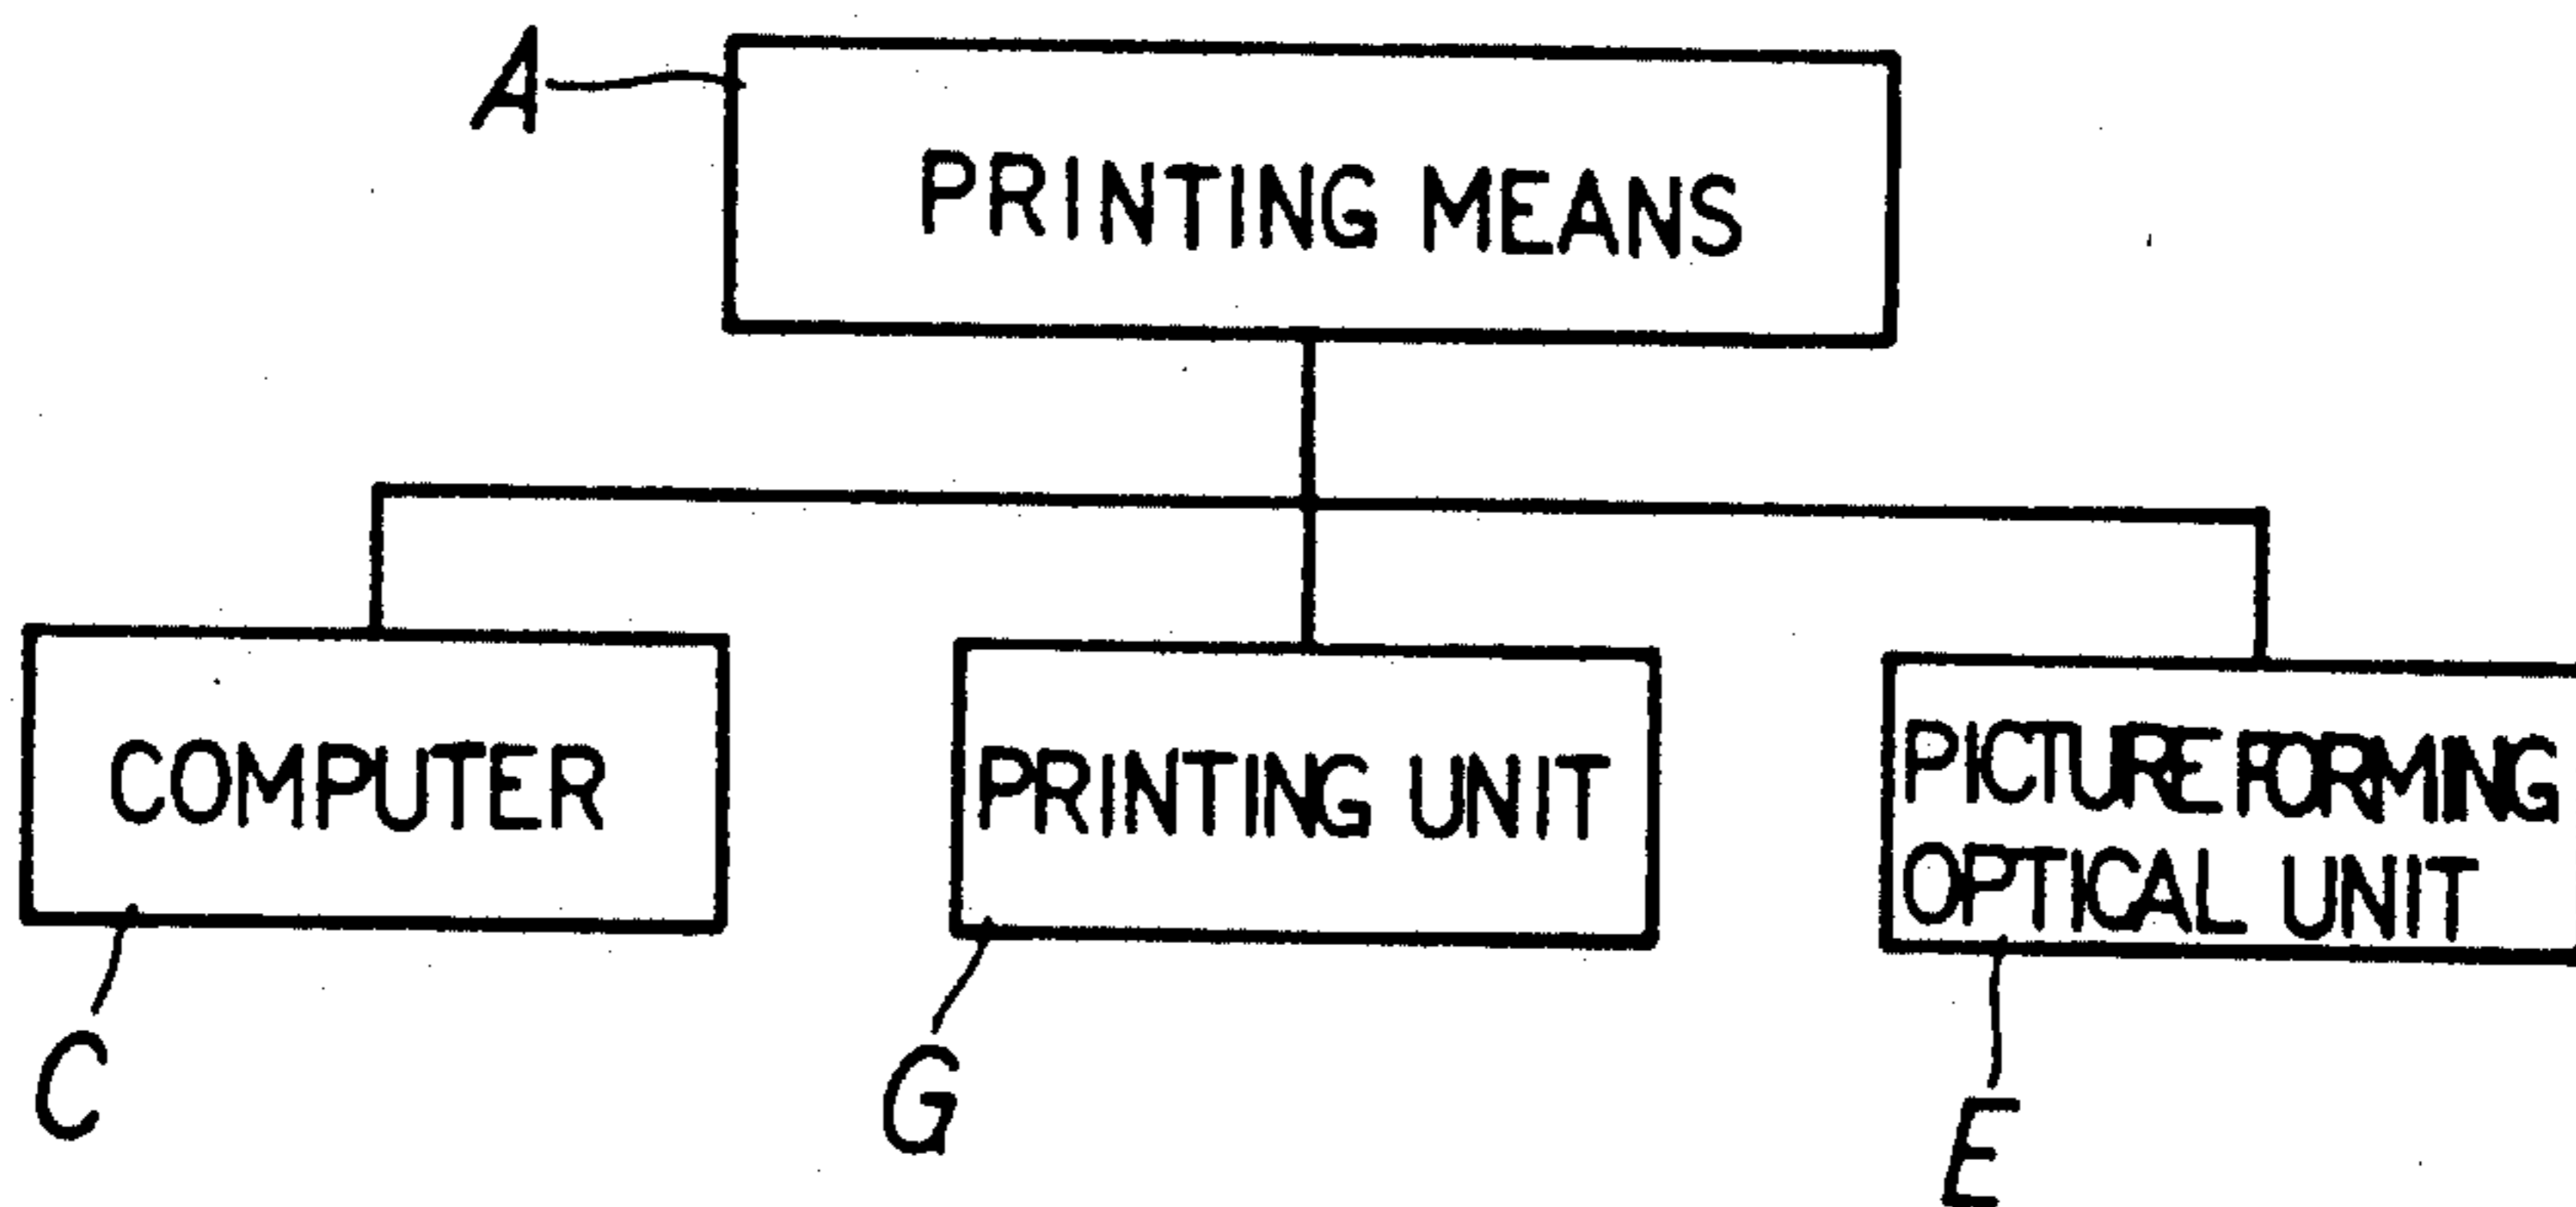 A
PRINTING MEANS
COMPUTER
PRINTING UNIT
PICTURE FORMING
OPTICAL UNIT
C
G
E